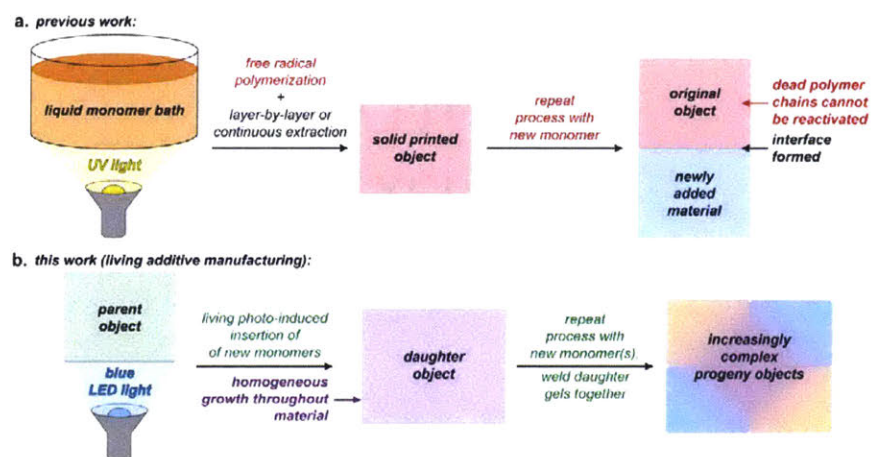 a. previous work:
liquid monomer bath
UV light
free radical
polymerization
+
layer-by-layer or
continuous extraction
solid printed
object
repeat
process with
new monomer
original
object
dead polymer
chains cannot
be reactivated
interface
formed
newly
added
material
b. this work (living additive manufacturing):
parent
object
blue
LED light
living photo-induced
insertion of
of new monomers
homogeneous
growth throughout
material
daughter
object
repeat
process with
new monomer(s).
weld daughter
gels together
increasingly
complex
progeny objects